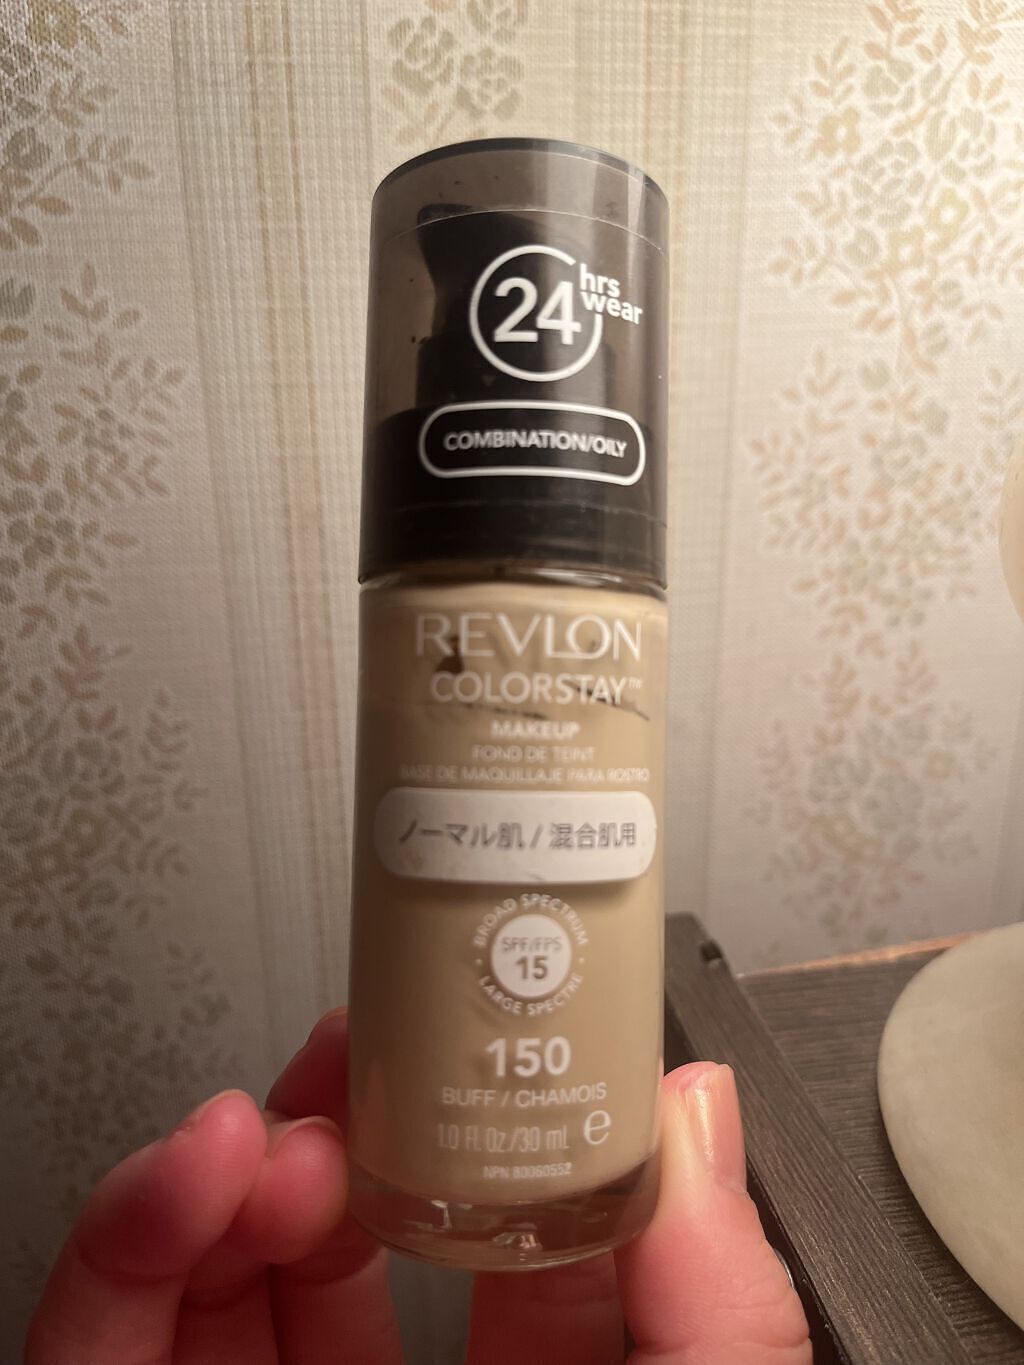 24 hrs
wear
COMBINATION/OILY
REVLON
COLORSTAY™
MAKEUP
FOND DE TEINT
BASE DE MAQUILLAJE PARA ROSTRO
ノーマル肌 / 混合肌用
BROAD SPECTRUM
SPF/FPS
15
LARGE SPECTRE
150
BUFF / CHAMOIS
1.0 Fl. Oz./30 mL e
NPN 80060552